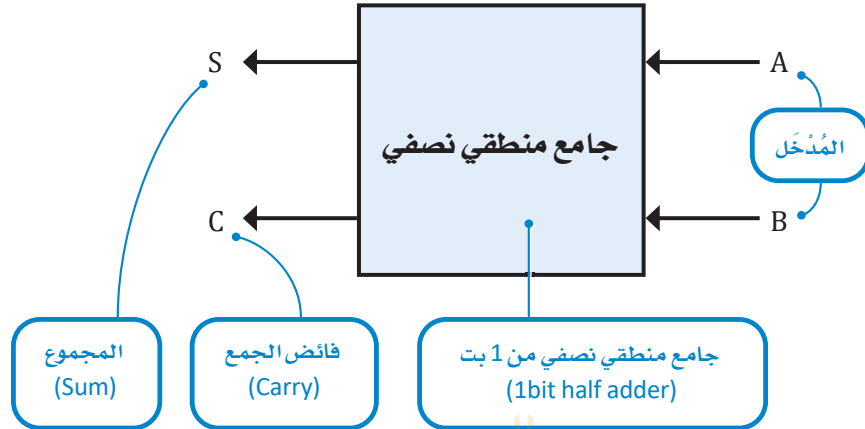 A
S
المُدْخَل
جامع منطقي نصفي
B
C
جامع منطقي نصفي من 1 بت
(1bit half adder)
فائض الجمع
(Carry)
المجموع
(Sum)